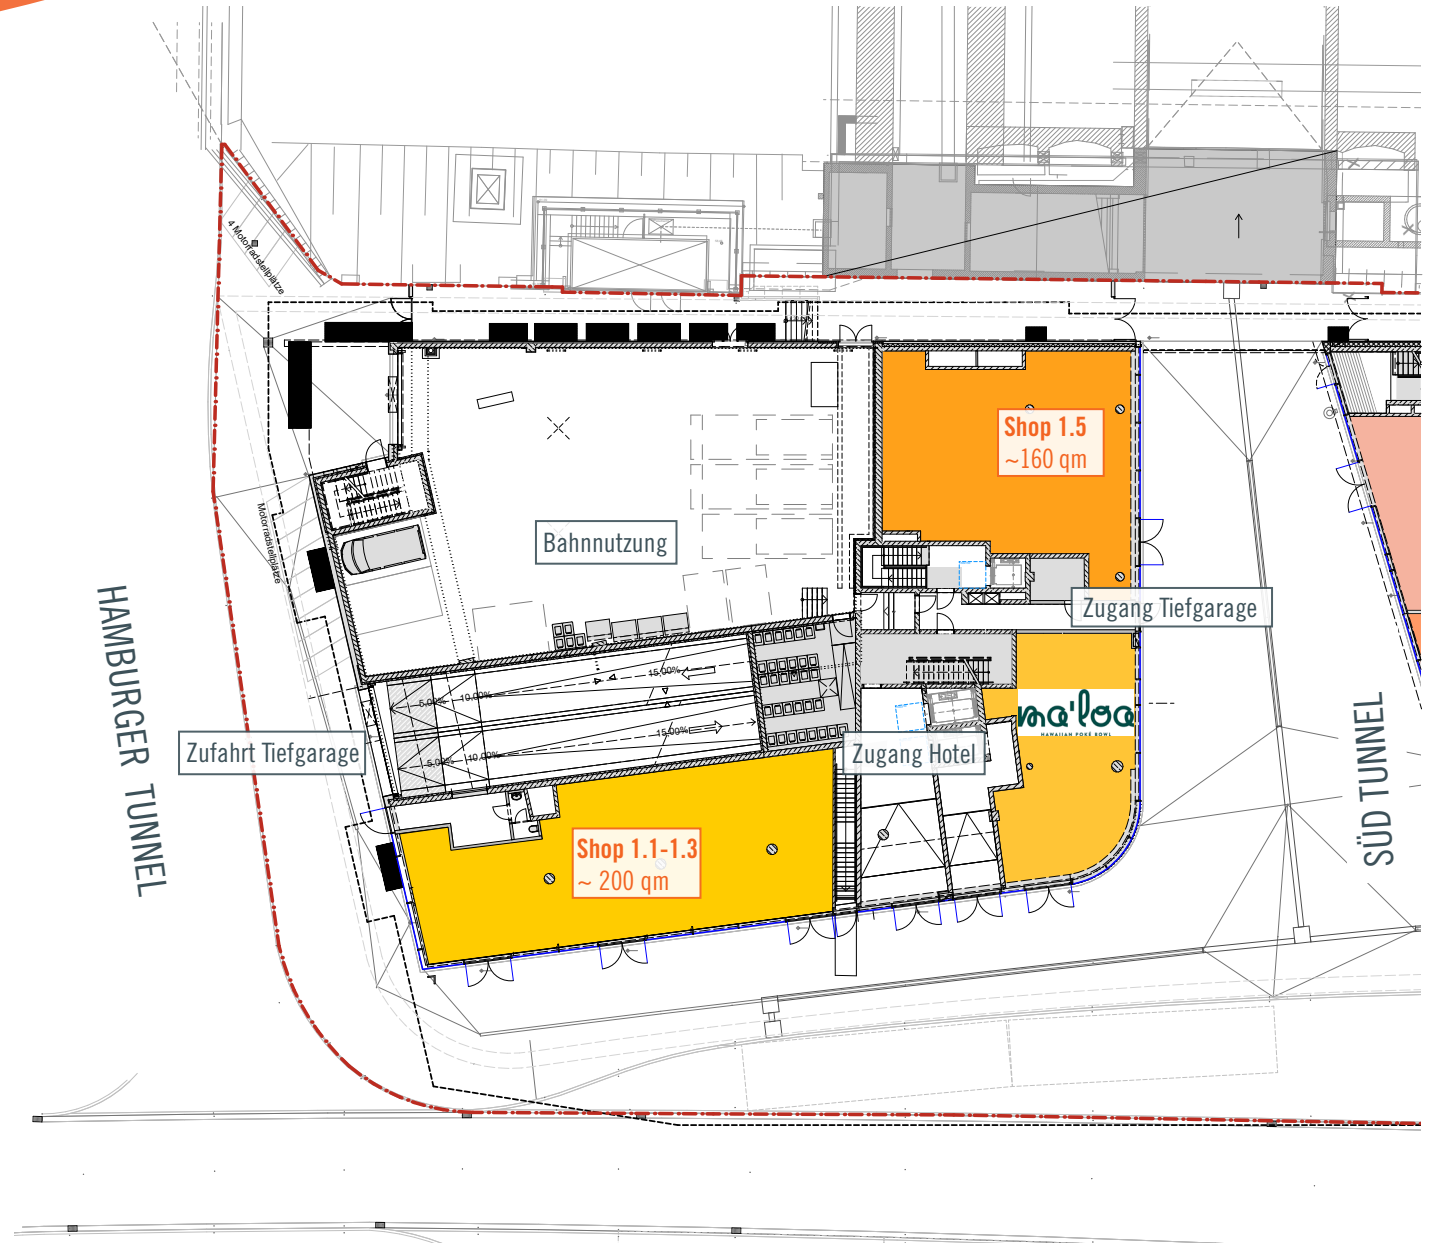 4 Motorradstellplätze
Shop 1.5
~160 qm
Motorradstellplätze
Bahnnutzung
Zugang Tiefgarage
HAMBURGER TUNNEL
5,00%
10,00%
15,00%
ma'loa
HAWAIIAN POKÉ BOWL
SÜD TUNNEL
Zufahrt Tiefgarage
5,00%
10,00%
15,00%
Zugang Hotel
Shop 1.1-1.3
~ 200 qm